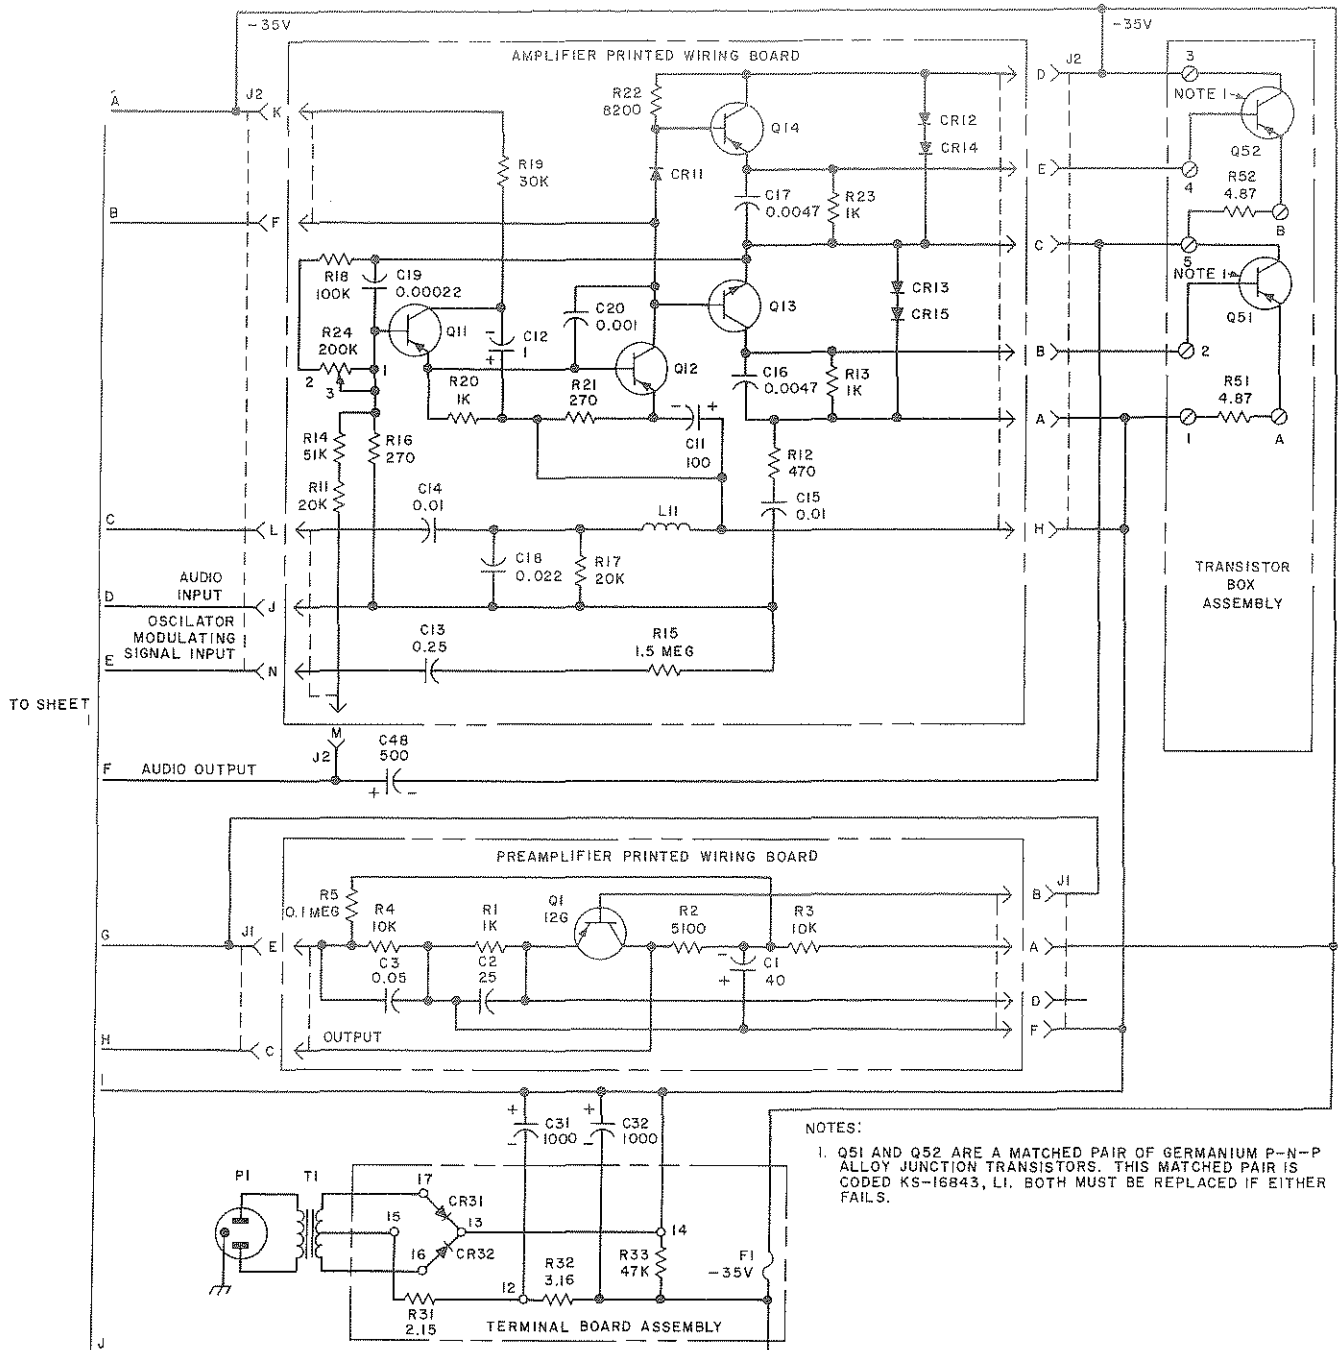 -35V
-35V
AMPLIFIER PRINTED WIRING BOARD
A
J2
K
R22
8200
Q14
CR12
CR14
D
J2
3
NOTE 1
Q52
R19
30K
CR11
C17
0.0047
R23
1K
E
4
R52
4.87
B
B
F
C
5
NOTE 1
Q51
R18
100K
C19
0.00022
Q11
C12
1
-
+
C20
0.001
Q13
CR13
CR15
R24
200K
2
3
1
Q12
R20
1K
R21
270
-
+
C11
100
C16
0.0047
R13
1K
B
2
R51
4.87
A
1
A
R14
51K
R16
270
R12
470
R11
20K
C14
0.01
L11
C15
0.01
C
L
H
C18
0.022
R17
20K
TRANSISTOR
BOX
ASSEMBLY
AUDIO
INPUT
D
J
OSCILATOR
MODULATING
SIGNAL INPUT
E
N
C13
0.25
R15
1.5 MEG
TO SHEET
1
M
J2
C48
500
+
-
F
AUDIO OUTPUT
PREAMPLIFIER PRINTED WIRING BOARD
R5
0.1 MEG
R4
10K
R1
1K
Q1
12G
R2
5100
R3
10K
B
J1
G
J1
E
A
C3
0.05
C2
25
-
+
C1
40
D
F
H
C
OUTPUT
I
+
-
C31
1000
+
-
C32
1000
NOTES:
1. Q51 AND Q52 ARE A MATCHED PAIR OF GERMANIUM P-N-P
ALLOY JUNCTION TRANSISTORS. THIS MATCHED PAIR IS
CODED KS-16843, L1. BOTH MUST BE REPLACED IF EITHER
FAILS.
P1
T1
17
CR31
15
13
14
16
CR32
R33
47K
F1
-35V
R31
2.15
12
R32
3.16
TERMINAL BOARD ASSEMBLY
J